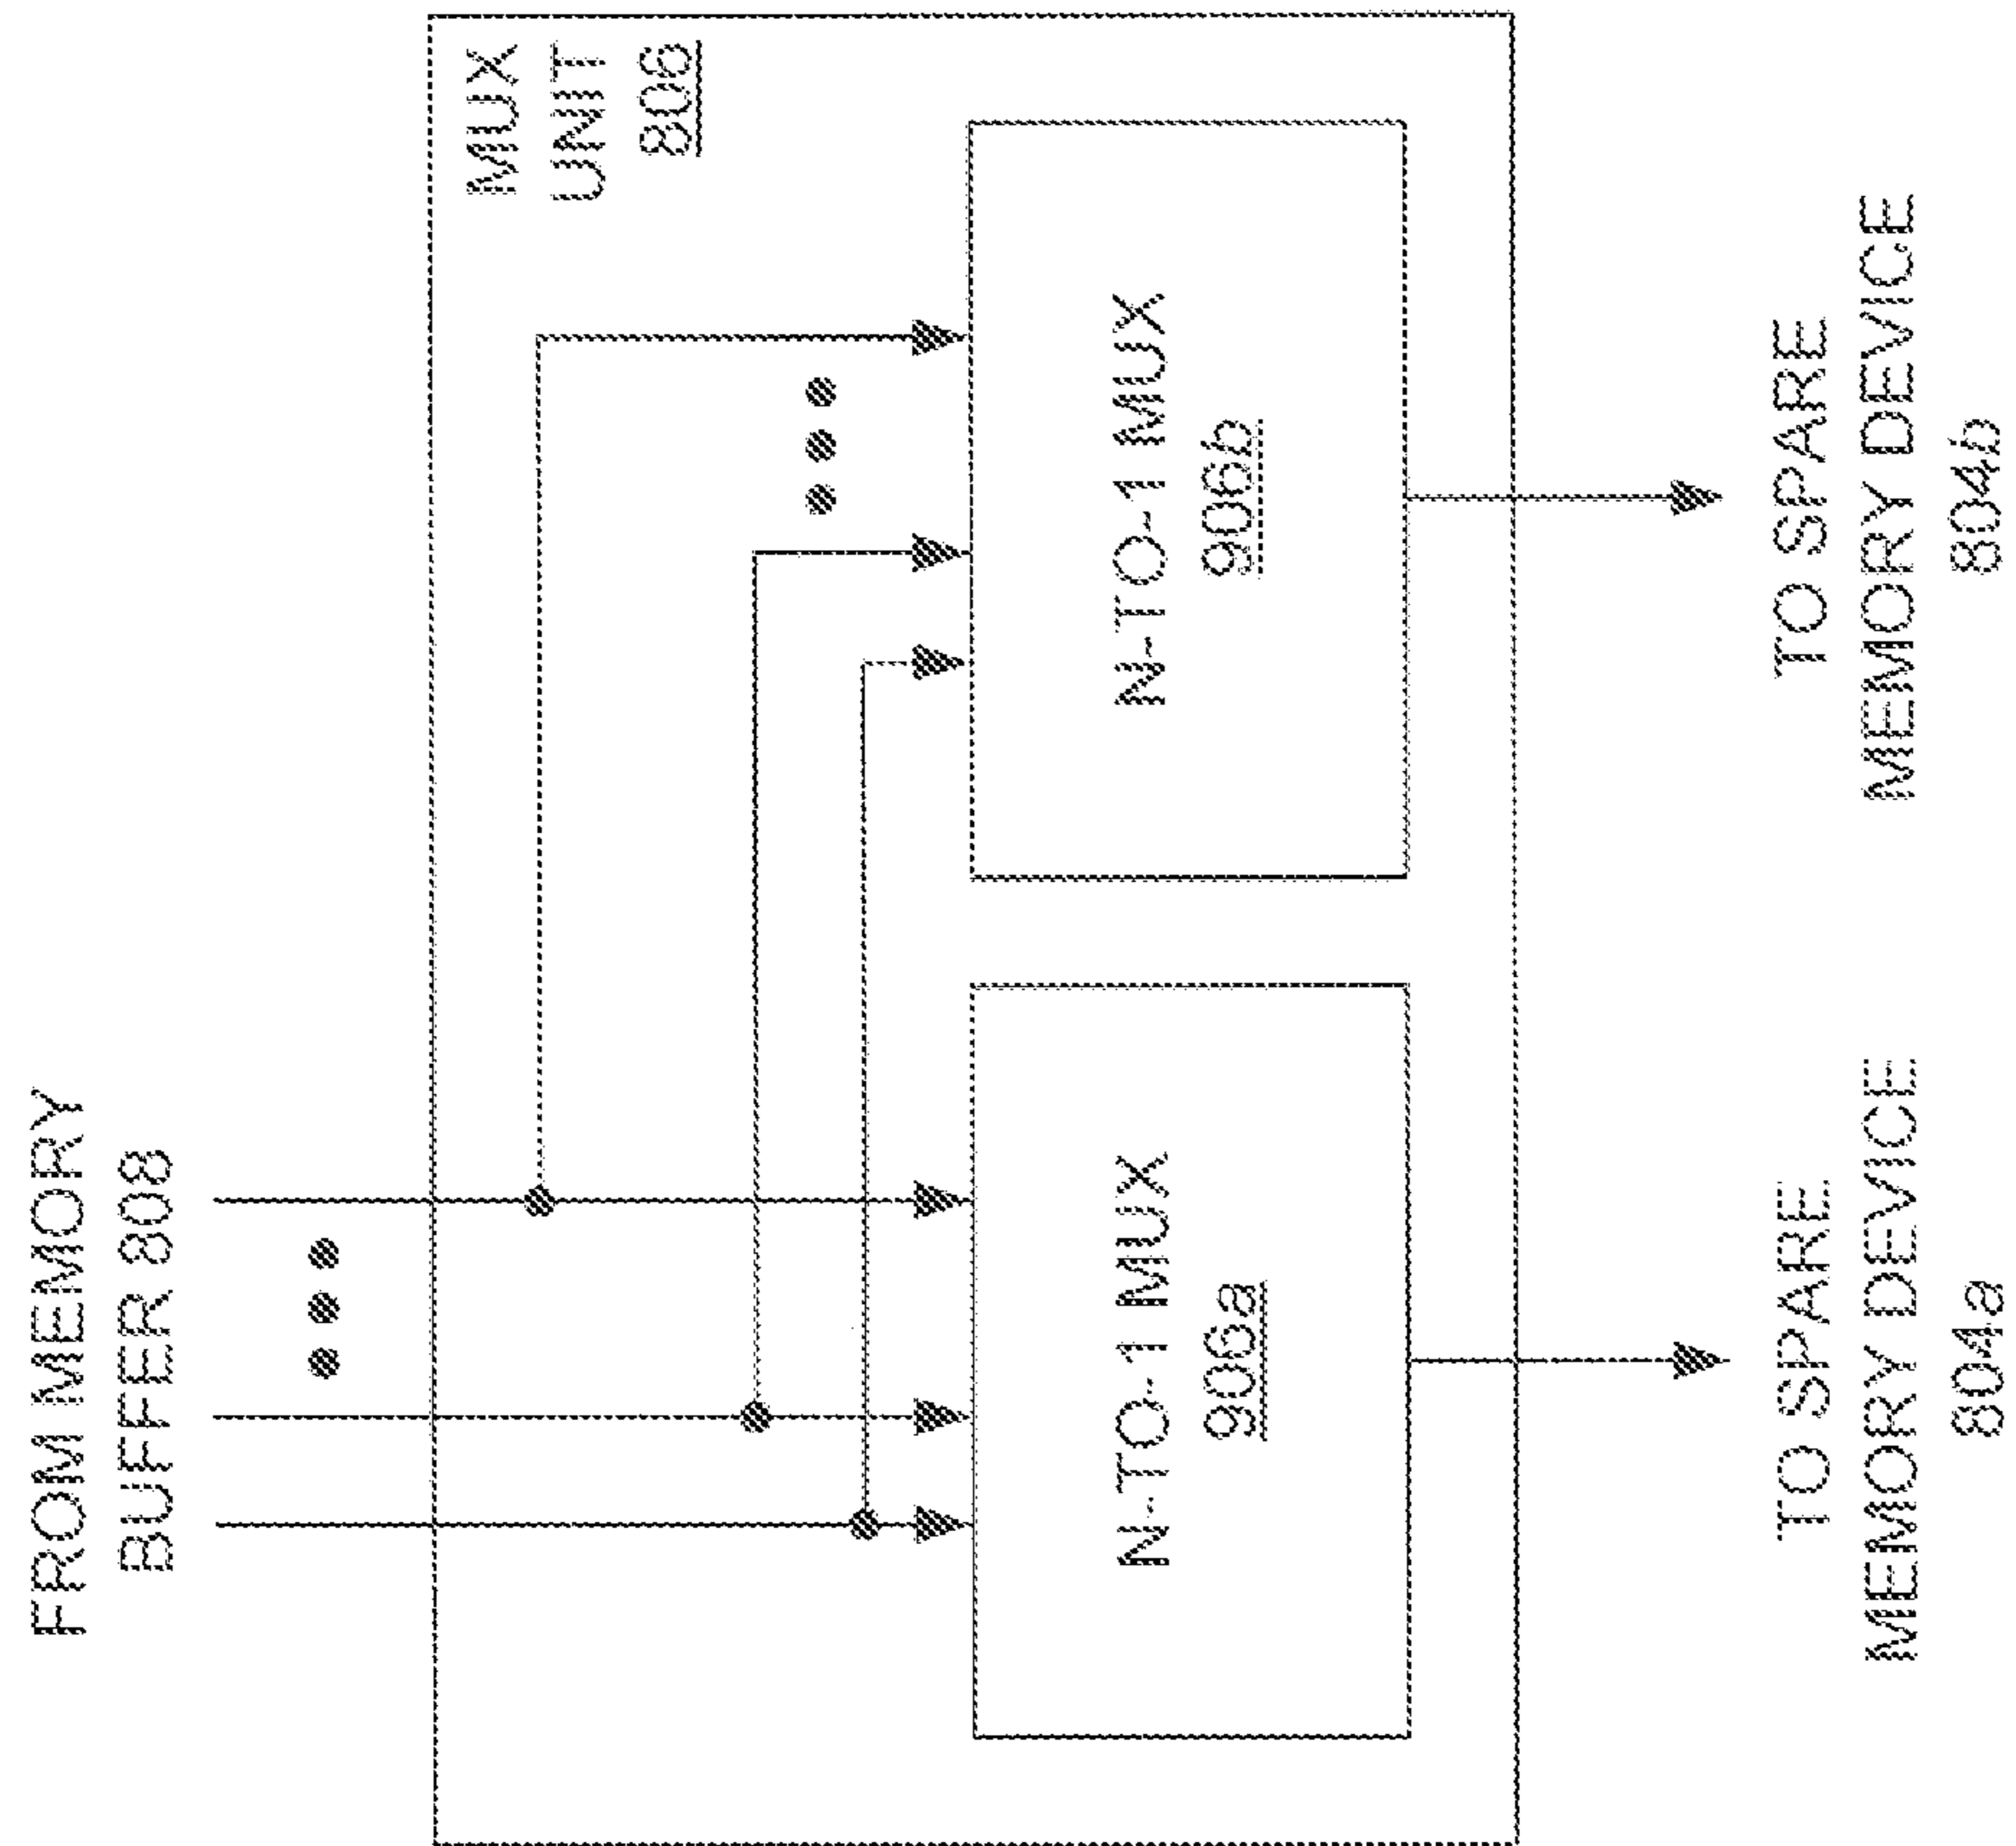 FROM MEMORY
BUFFER 808
MUX
UNIT
806
N-TO-1 MUX
906a
N-TO-1 MUX
906b
TO SPARE
MEMORY DEVICE
804a
TO SPARE
MEMORY DEVICE
804b